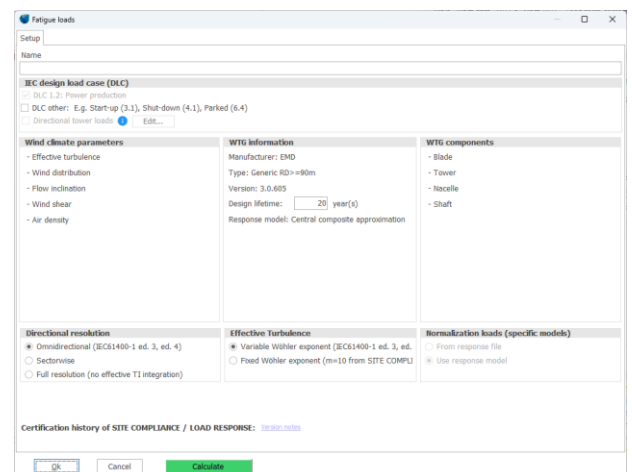 Fatigue loads
Setup
Name
IEC design load case (DLC)
DLC 1.2: Power production
DLC other: E.g. Start-up (3.1), Shut-down (4.1), Parked (6.4)
Directional tower loads
Edit...
Wind climate parameters
- Effective turbulence
- Wind distribution
- Flow inclination
- Wind shear
- Air density
WTG information
Manufacturer: EMD
Type: Generic RD>=90m
Version: 3.0.605
Design lifetime: 20 year(s)
Response model: Central composite approximation
WTG components
- Blade
- Tower
- Nacelle
- Shaft
Directional resolution
Omnidirectional (IEC61400-1 ed. 3, ed. 4)
Sectorwise
Full resolution (no effective TI integration)
Effective Turbulence
Variable Wöhler exponent (IEC61400-1 ed. 3, ed.
Fixed Wöhler exponent (m=10 from SITE COMPLI
Normalization loads (specific models)
From response file
Use response model
Certification history of SITE COMPLIANCE / LOAD RESPONSE: Version notes
Ok
Cancel
Calculate